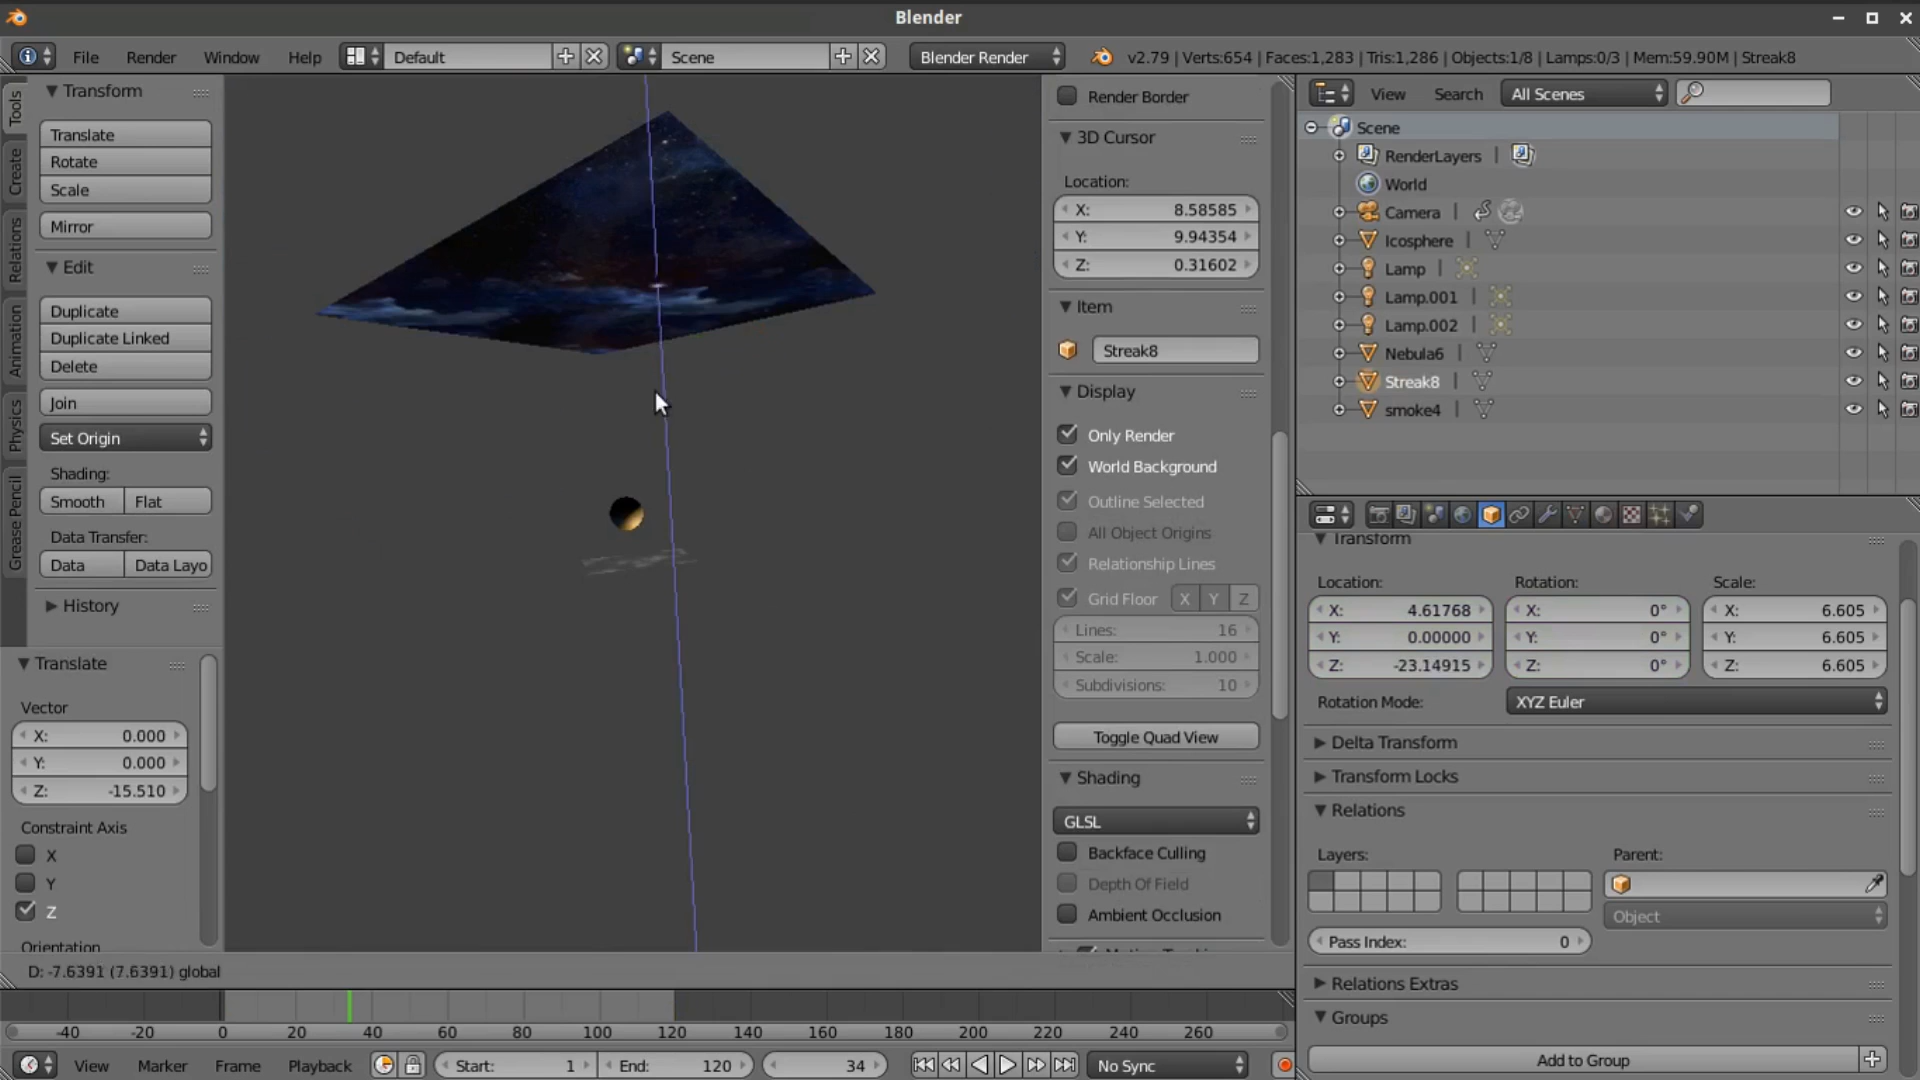 Blender
File Render Window Help Default Scene Blender Render v2.79 | Verts:654 | Faces:1,283 | Tris:1,286 | Objects:1/8 | Lamps:0/3 | Mem:59.90M | Streak8
Tools
Create
Relations
Animation
Physics
Grease Pencil
Transform
Translate
Rotate
Scale
Mirror
Edit
Duplicate
Duplicate Linked
Delete
Join
Set Origin
Shading:
Smooth Flat
Data Transfer:
Data Data Layo
History
Translate
Vector
X: 0.000
Y: 0.000
Z: -15.510
Constraint Axis
X
Y
Z
Orientation
D: -7.6391 (7.6391) global
Render Border
3D Cursor
Location:
X: 8.58585
Y: 9.94354
Z: 0.31602
Item
Streak8
Display
Only Render
World Background
Outline Selected
All Object Origins
Relationship Lines
Grid Floor X Y Z
Lines: 16
Scale: 1.000
Subdivisions: 10
Toggle Quad View
Shading
GLSL
Backface Culling
Depth Of Field
Ambient Occlusion
View Search All Scenes
Scene
RenderLayers |
World
Camera |
Icosphere |
Lamp |
Lamp.001 |
Lamp.002 |
Nebula6 |
Streak8 |
smoke4 |
Transform
Location: Rotation: Scale:
X: 4.61768 X: 0° X: 6.605
Y: 0.00000 Y: 0° Y: 6.605
Z: -23.14915 Z: 0° Z: 6.605
Rotation Mode: XYZ Euler
Delta Transform
Transform Locks
Relations
Layers: Parent:
Object
Pass Index: 0
Relations Extras
Groups
Add to Group
-40 -20 0 20 40 60 80 100 120 140 160 180 200 220 240 260
View Marker Frame Playback Start: 1 End: 120 34 No Sync